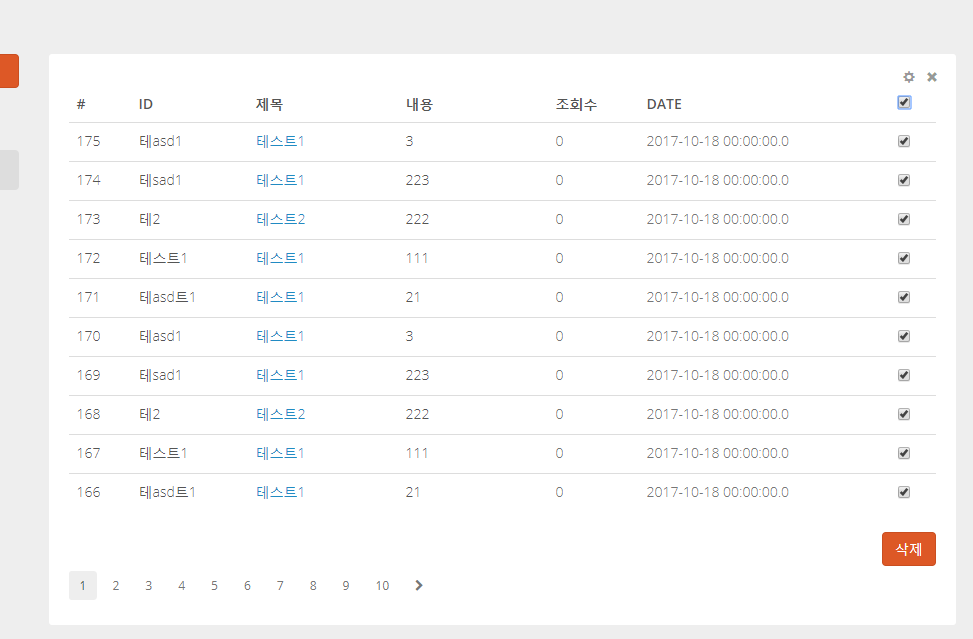 # ID 제목 내용 조회수 DATE
175 테asd1 테스트1 3 0 2017-10-18 00:00:00.0
174 테sad1 테스트1 223 0 2017-10-18 00:00:00.0
173 테2 테스트2 222 0 2017-10-18 00:00:00.0
172 테스트1 테스트1 111 0 2017-10-18 00:00:00.0
171 테asd트1 테스트1 21 0 2017-10-18 00:00:00.0
170 테asd1 테스트1 3 0 2017-10-18 00:00:00.0
169 테sad1 테스트1 223 0 2017-10-18 00:00:00.0
168 테2 테스트2 222 0 2017-10-18 00:00:00.0
167 테스트1 테스트1 111 0 2017-10-18 00:00:00.0
166 테asd트1 테스트1 21 0 2017-10-18 00:00:00.0
삭제
1 2 3 4 5 6 7 8 9 10